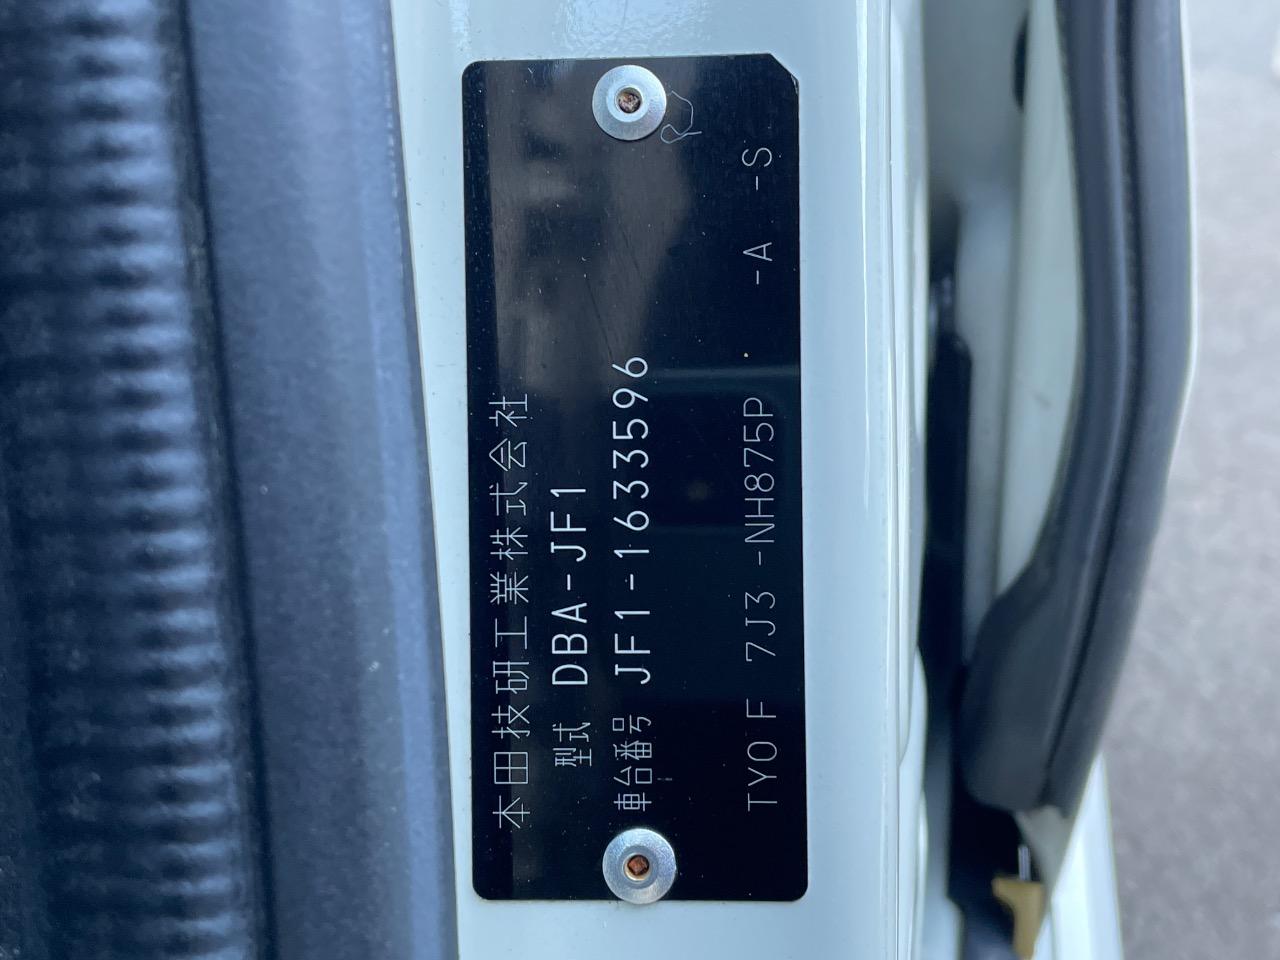 本田技研工業株式会社
型式 DBA-JF1
車台番号 JF1-1633596
TY0F 7J3 -NH875P -A -S